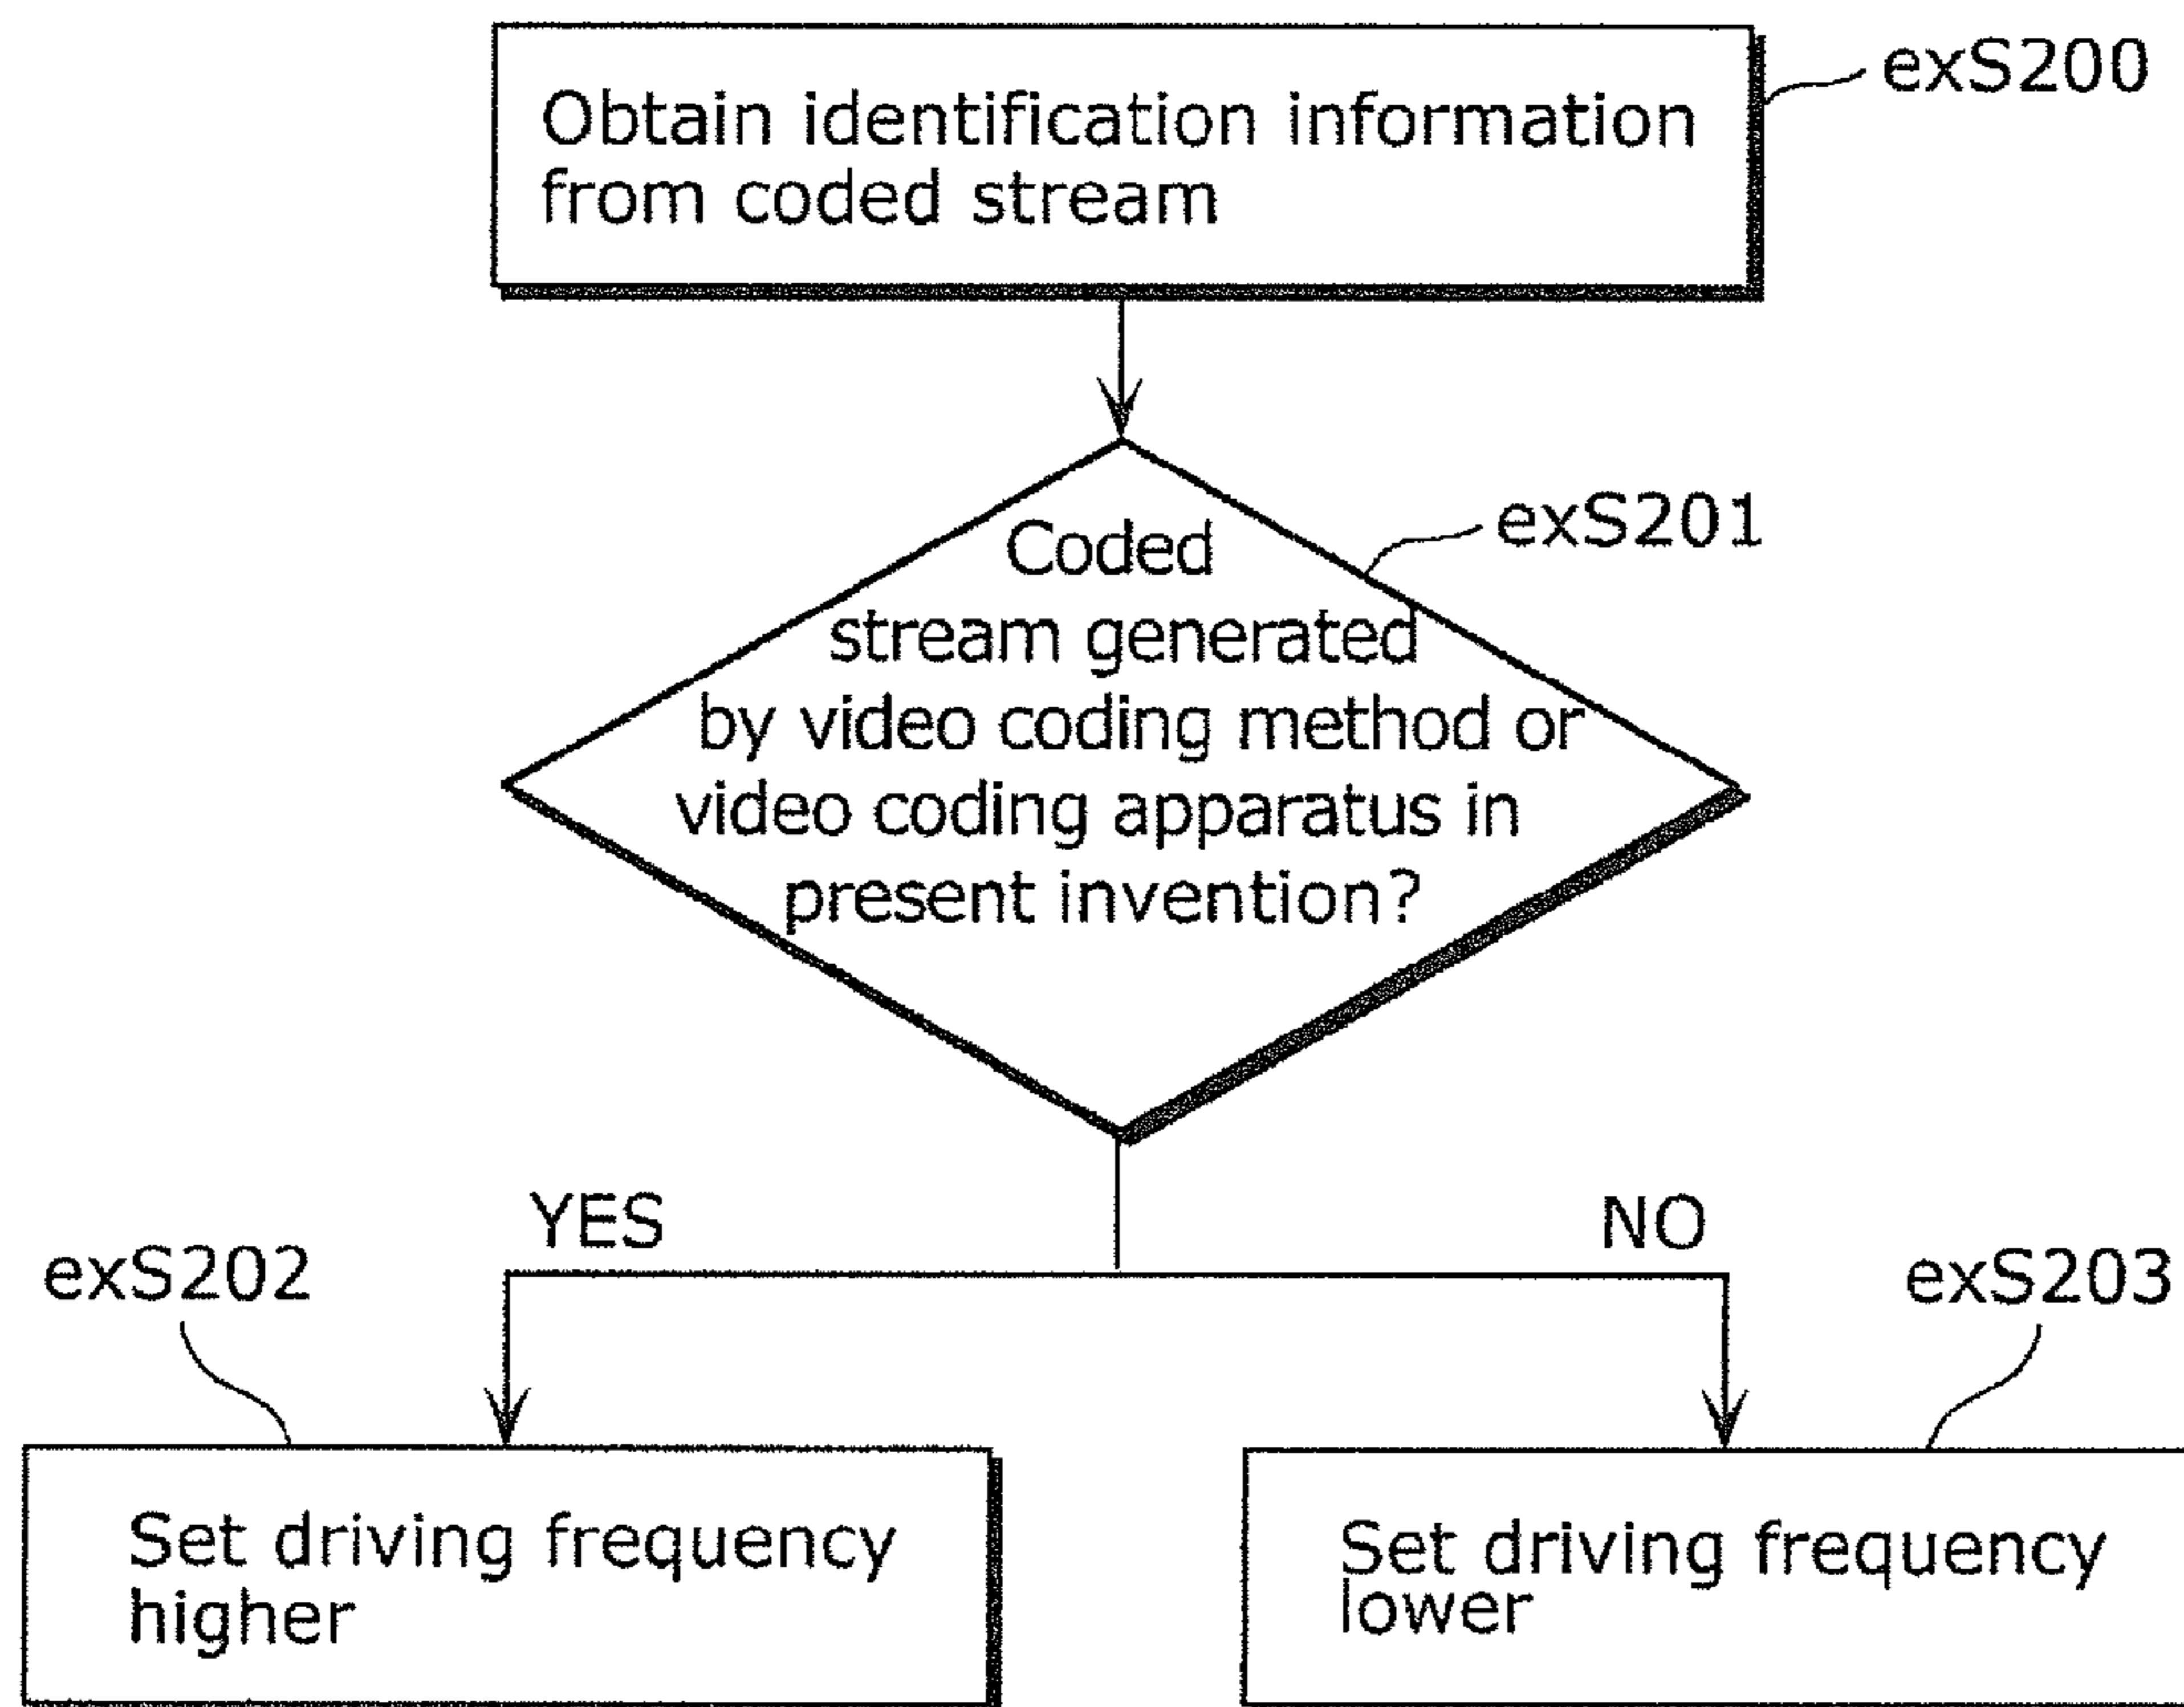 exS200
Obtain identification information
from coded stream
exS201
Coded
stream generated
by video coding method or
video coding apparatus in
present invention?
YES
NO
exS202
exS203
Set driving frequency
higher
Set driving frequency
lower